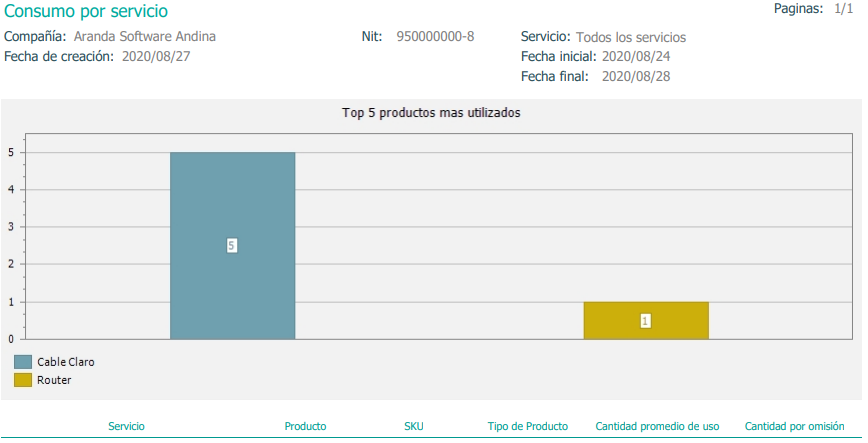 Consumo por servicio
Paginas: 1/1
Compañía: Aranda Software Andina
Nit: 950000000-8
Servicio: Todos los servicios
Fecha de creación: 2020/08/27
Fecha inicial: 2020/08/24
Fecha final: 2020/08/28
Top 5 productos mas utilizados
5
4
3
2
1
0
5
1
Cable Claro
Router
Servicio Producto SKU Tipo de Producto Cantidad promedio de uso Cantidad por omisión